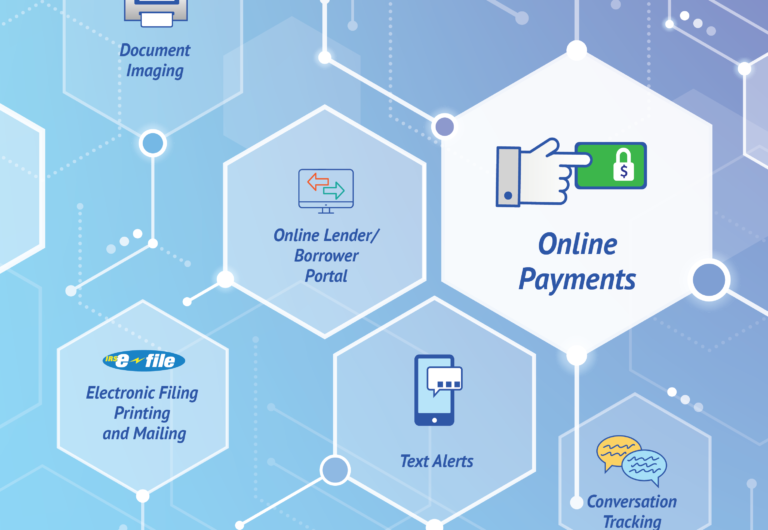 Document
Imaging
$
Online
Payments
Online Lender/
Borrower
Portal
IRS e-file
Electronic Filing
Printing
and Mailing
Text Alerts
Conversation
Tracking